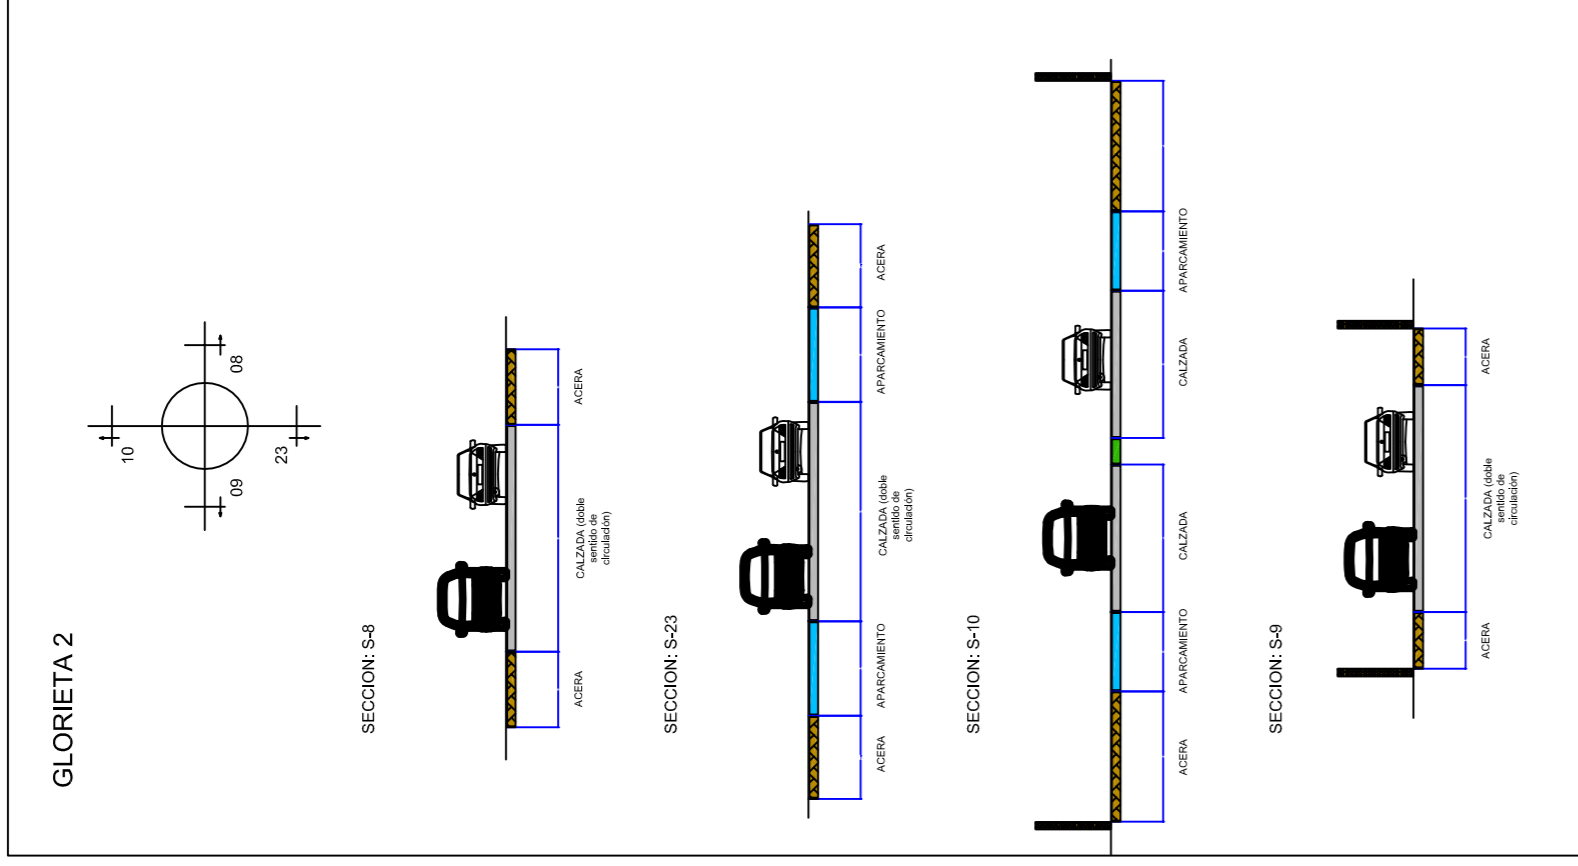 GLORIETA 2
10
09
08
23
SECCION: S-8
ACERA
CALZADA (doble
sentido de
circulación)
ACERA
SECCION: S-23
ACERA
APARCAMIENTO
CALZADA (doble
sentido de
circulación)
APARCAMIENTO
ACERA
SECCION: S-10
ACERA
APARCAMIENTO
CALZADA
CALZADA
APARCAMIENTO
SECCION: S-9
ACERA
CALZADA (doble
sentido de
circulación)
ACERA